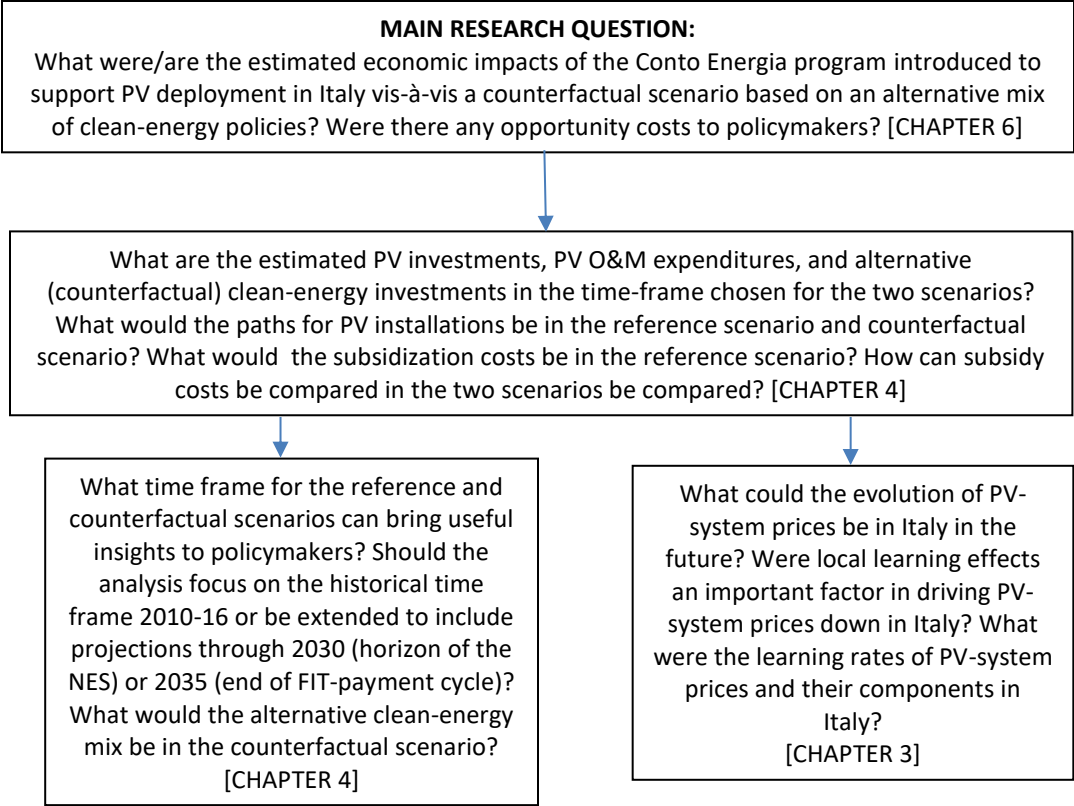 MAIN RESEARCH QUESTION:
What were/are the estimated economic impacts of the Conto Energia program introduced to
support PV deployment in Italy vis-à-vis a counterfactual scenario based on an alternative mix
of clean-energy policies? Were there any opportunity costs to policymakers? [CHAPTER 6]
What are the estimated PV investments, PV O&M expenditures, and alternative
(counterfactual) clean-energy investments in the time-frame chosen for the two scenarios?
What would the paths for PV installations be in the reference scenario and counterfactual
scenario? What would the subsidization costs be in the reference scenario? How can subsidy
costs be compared in the two scenarios be compared? [CHAPTER 4]
What time frame for the reference and
counterfactual scenarios can bring useful
insights to policymakers? Should the
analysis focus on the historical time
frame 2010-16 or be extended to include
projections through 2030 (horizon of the
NES) or 2035 (end of FIT-payment cycle)?
What would the alternative clean-energy
mix be in the counterfactual scenario?
[CHAPTER 4]
What could the evolution of PV-
system prices be in Italy in the
future? Were local learning effects
an important factor in driving PV-
system prices down in Italy? What
were the learning rates of PV-system
prices and their components in
Italy?
[CHAPTER 3]